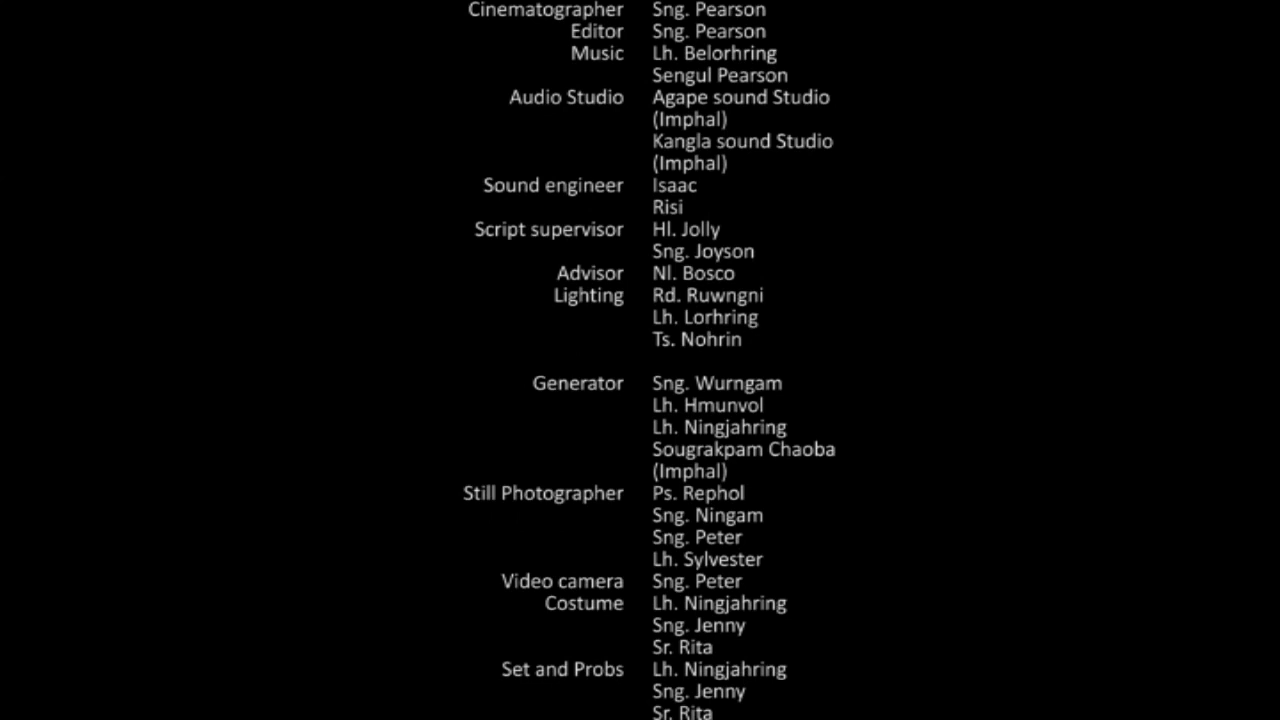 Cinematographer Sng. Pearson
Editor Sng. Pearson
Music Lh. Belorhring
Sengul Pearson
Audio Studio Agape sound Studio
(Imphal)
Kangla sound Studio
(Imphal)
Sound engineer Isaac
Risi
Script supervisor Hl. Jolly
Sng. Joyson
Advisor Nl. Bosco
Lighting Rd. Ruwngni
Lh. Lorhring
Ts. Nohrin
Generator Sng. Wurngam
Lh. Hmunvol
Lh. Ningjahring
Sougrakpam Chaoba
(Imphal)
Still Photographer Ps. Rephol
Sng. Ningam
Sng. Peter
Lh. Sylvester
Video camera Sng. Peter
Costume Lh. Ningjahring
Sng. Jenny
Sr. Rita
Set and Probs Lh. Ningjahring
Sng. Jenny
Sr. Rita